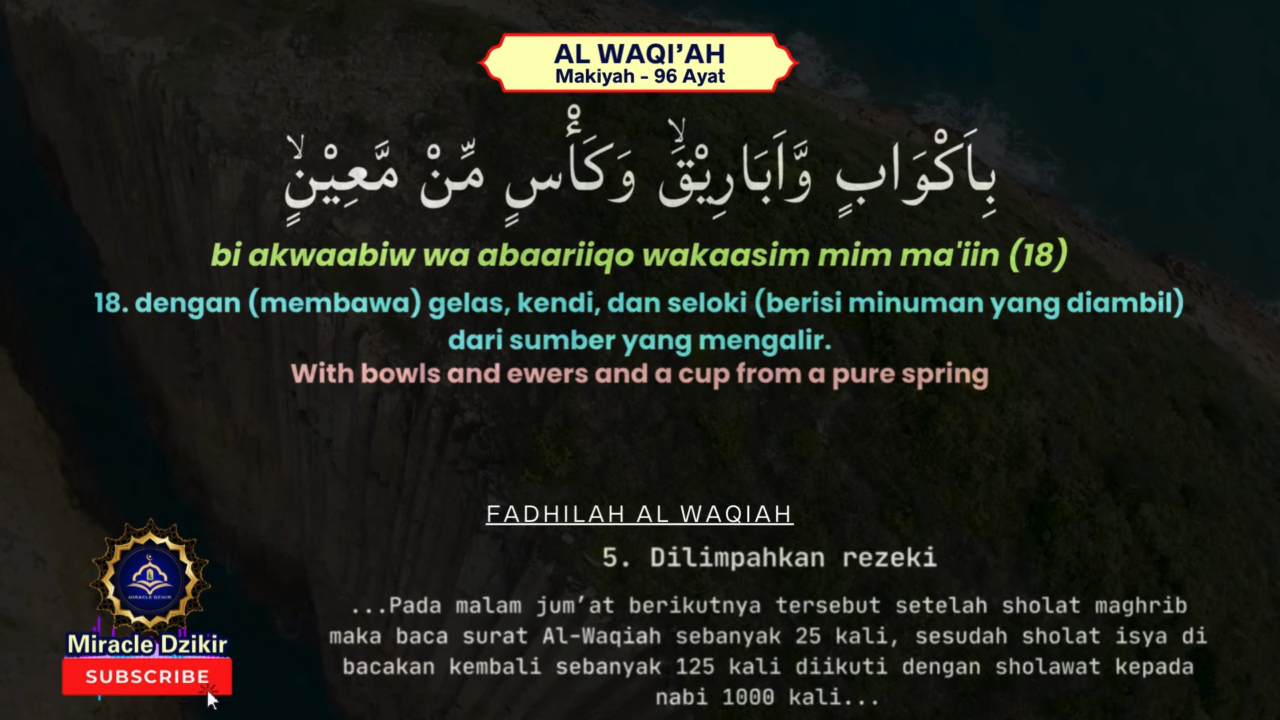 AL WAQI’AH
Makiyah - 96 Ayat
بِاَكْوَابٍ وَّاَبَارِيْقَۙ وَكَأْسٍ مِّنْ مَّعِيْنٍۙ
bi akwaabiw wa abaariiqo wakaasim mim ma'iin (18)
18. dengan (membawa) gelas, kendi, dan seloki (berisi minuman yang diambil)
dari sumber yang mengalir.
With bowls and ewers and a cup from a pure spring
FADHILAH AL WAQIAH
5. Dilimpahkan rezeki
...Pada malam jum’at berikutnya tersebut setelah sholat maghrib
maka baca surat Al-Waqiah sebanyak 25 kali, sesudah sholat isya di
bacakan kembali sebanyak 125 kali diikuti dengan sholawat kepada
nabi 1000 kali...
MIRACLE DZIKIR
Miracle Dzikir
SUBSCRIBE